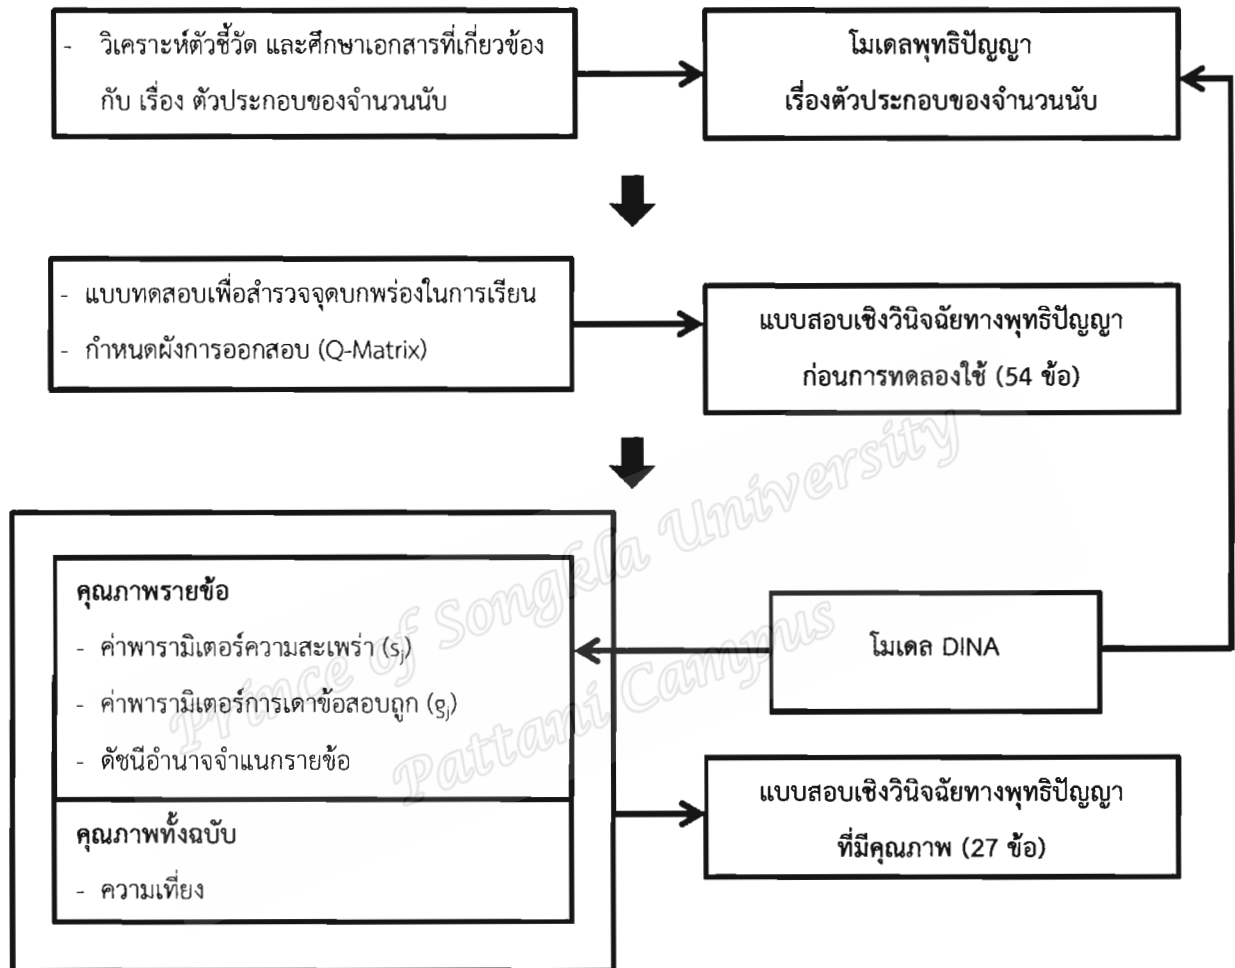 - วิเคราะห์ตัวชี้วัด และศึกษาเอกสารที่เกี่ยวข้อง
กับ เรื่อง ตัวประกอบของจำนวนนับ
โมเดลพุทธิปัญญา
เรื่องตัวประกอบของจำนวนนับ
- แบบทดสอบเพื่อสำรวจจุดบกพร่องในการเรียน
- กำหนดผังการออกสอบ (Q-Matrix)
แบบสอบเชิงวินิจฉัยทางพุทธิปัญญา
ก่อนการทดลองใช้ (54 ข้อ)
คุณภาพรายข้อ
- ค่าพารามิเตอร์ความสะเพร่า (sⱼ)
- ค่าพารามิเตอร์การเดาข้อสอบถูก (gⱼ)
- ดัชนีอำนาจจำแนกรายข้อ
คุณภาพทั้งฉบับ
- ความเที่ยง
โมเดล DINA
แบบสอบเชิงวินิจฉัยทางพุทธิปัญญา
ที่มีคุณภาพ (27 ข้อ)
Prince of Songkla University
Pattani Campus